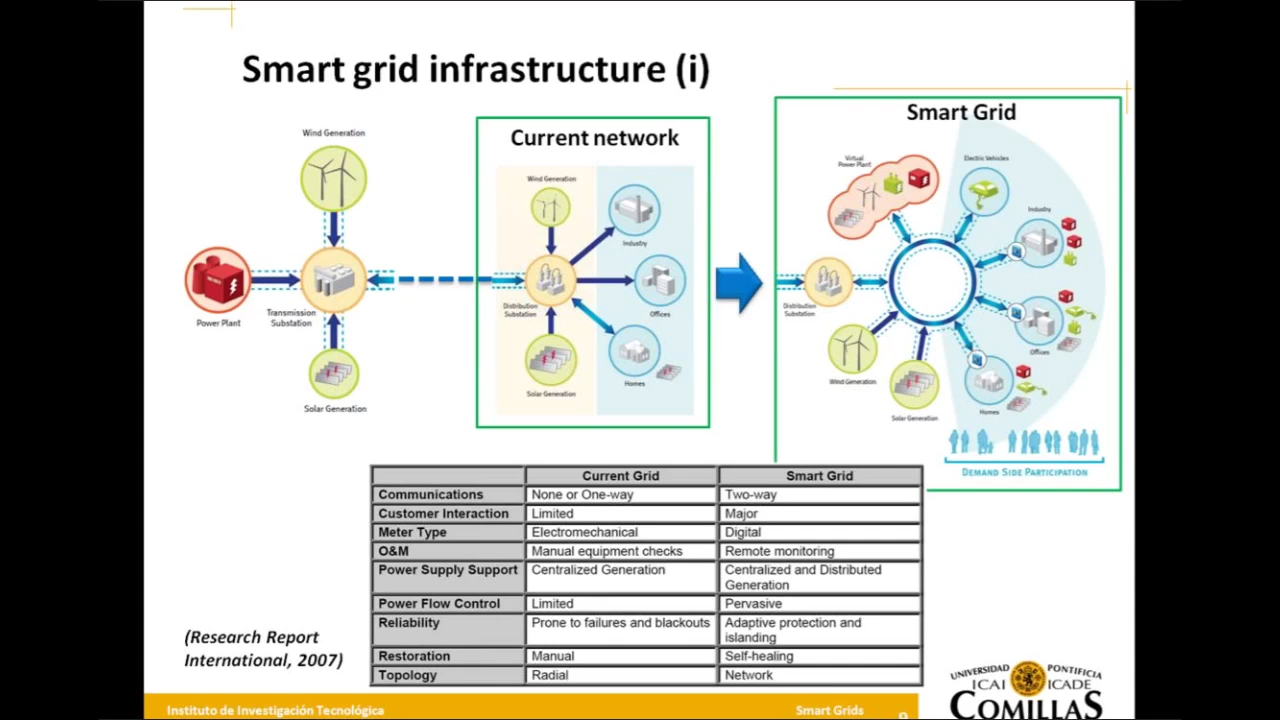 Smart grid infrastructure (i)
Wind Generation
Power Plant
Transmission
Substation
Solar Generation
Current network
Wind Generation
Industry
Distribution
Substation
Offices
Homes
Solar Generation
Smart Grid
Virtual
Power Plant
Electric Vehicles
Industry
Distribution
Substation
Offices
Wind Generation
Solar Generation
Homes
DEMAND SIDE PARTICIPATION
Current Grid Smart Grid
Communications None or One-way Two-way
Customer Interaction Limited Major
Meter Type Electromechanical Digital
O&M Manual equipment checks Remote monitoring
Power Supply Support Centralized Generation Centralized and Distributed
Generation
Power Flow Control Limited Pervasive
Reliability Prone to failures and blackouts Adaptive protection and
islanding
Restoration Manual Self-healing
Topology Radial Network
(Research Report
International, 2007)
UNIVERSIDAD PONTIFICIA
ICAI ICADE
COMILLAS
Instituto de Investigación Tecnológica
Smart Grids
9